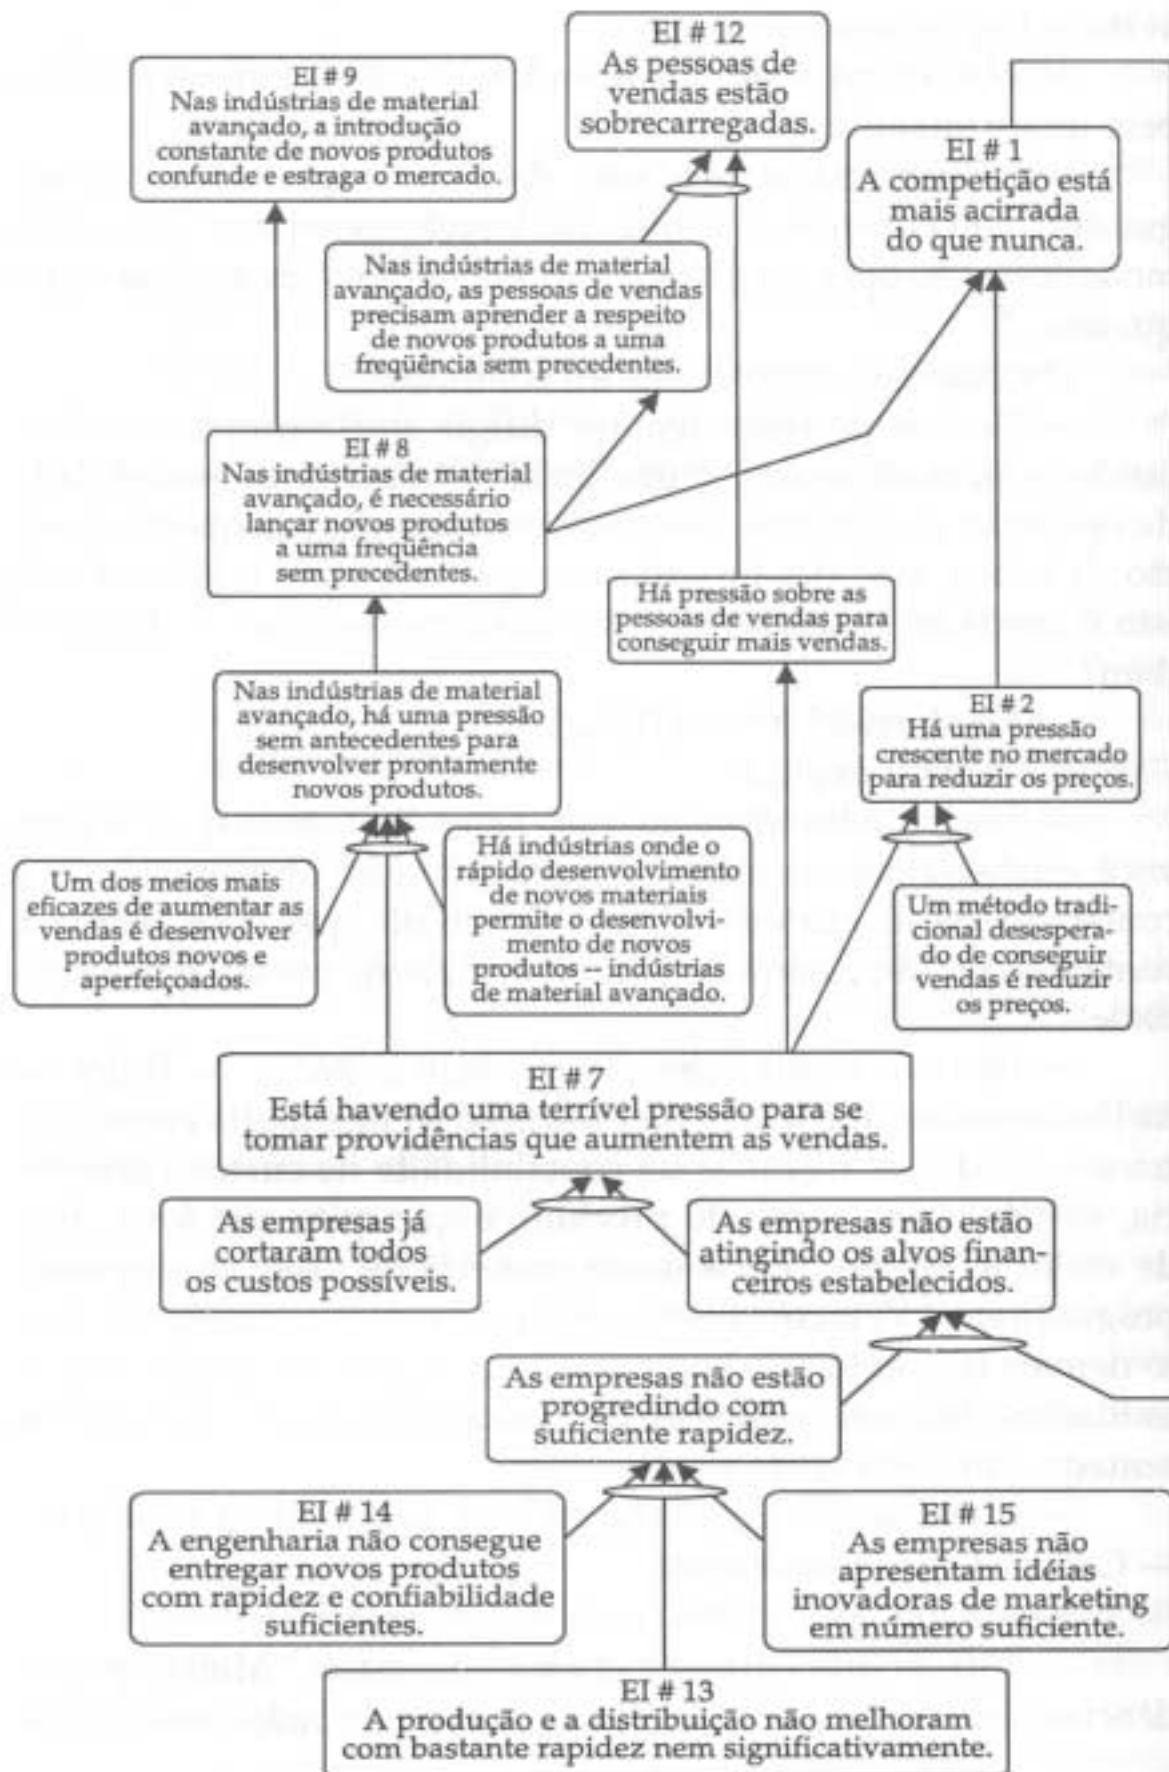 EI # 12
As pessoas de
vendas estão
sobrecarregadas.
EI # 9
Nas indústrias de material
avançado, a introdução
constante de novos produtos
confunde e estraga o mercado.
EI # 1
A competição está
mais acirrada
do que nunca.
Nas indústrias de material
avançado, as pessoas de vendas
precisam aprender a respeito
de novos produtos a uma
freqüência sem precedentes.
EI # 8
Nas indústrias de material
avançado, é necessário
lançar novos produtos
a uma freqüência
sem precedentes.
Há pressão sobre as
pessoas de vendas para
conseguir mais vendas.
Nas indústrias de material
avançado, há uma pressão
sem antecedentes para
desenvolver prontamente
novos produtos.
EI # 2
Há uma pressão
crescente no mercado
para reduzir os preços.
Um dos meios mais
eficazes de aumentar as
vendas é desenvolver
produtos novos e
aperfeiçoados.
Há indústrias onde o
rápido desenvolvimento
de novos materiais
permite o desenvolvi-
mento de novos
produtos -- indústrias
de material avançado.
Um método tradi-
cional desespera-
do de conseguir
vendas é reduzir
os preços.
EI # 7
Está havendo uma terrível pressão para se
tomar providências que aumentem as vendas.
As empresas já
cortaram todos
os custos possíveis.
As empresas não estão
atingindo os alvos finan-
ceiros estabelecidos.
As empresas não estão
progredindo com
suficiente rapidez.
EI # 14
A engenharia não consegue
entregar novos produtos
com rapidez e confiabilidade
suficientes.
EI # 15
As empresas não
apresentam idéias
inovadoras de marketing
em número suficiente.
EI # 13
A produção e a distribuição não melhoram
com bastante rapidez nem significativamente.